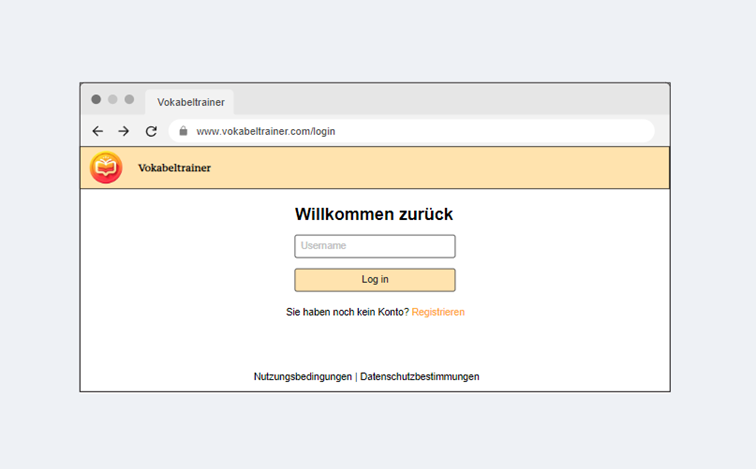 Vokabeltrainer
www.vokabeltrainer.com/login
Vokabeltrainer
Willkommen zurück
Username
Log in
Sie haben noch kein Konto? Registrieren
Nutzungsbedingungen | Datenschutzbestimmungen